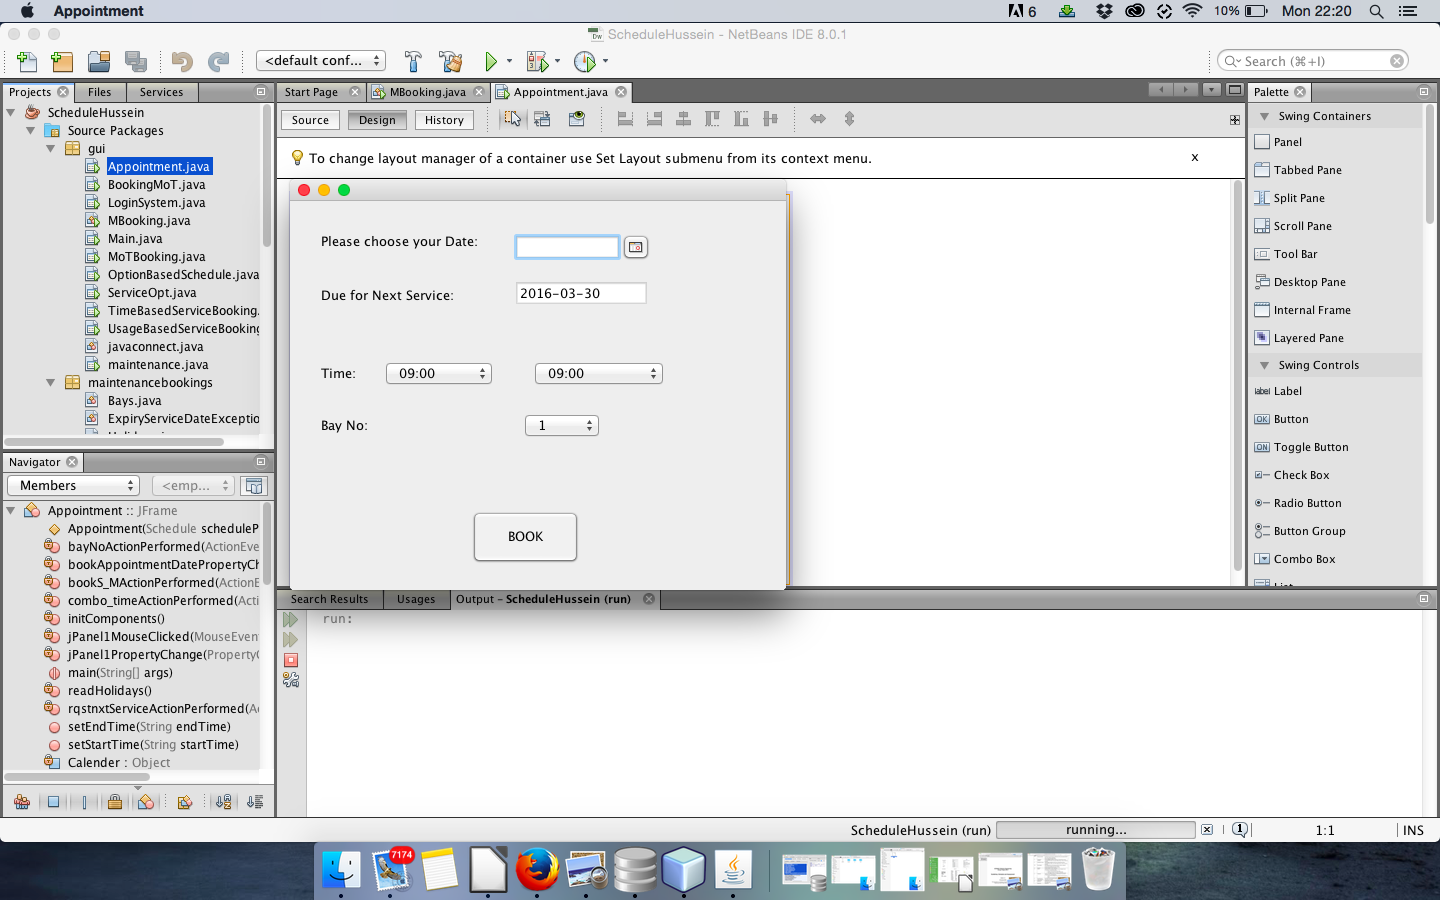 Appointment
6
10%
Mon 22:20
ScheduleHussein - NetBeans IDE 8.0.1
<default conf...
Search (⌘+I)
Projects
Files
Services
Start Page
MBooking.java
Appointment.java
Palette
Source
Design
History
To change layout manager of a container use Set Layout submenu from its context menu.
x
ScheduleHussein
Source Packages
gui
Appointment.java
BookingMoT.java
LoginSystem.java
MBooking.java
Main.java
MoTBooking.java
OptionBasedSchedule.java
ServiceOpt.java
TimeBasedServiceBooking.
UsageBasedServiceBooking
javaconnect.java
maintenance.java
maintenancebookings
Bays.java
ExpiryServiceDateExceptio
Navigator
Members
<emp...
Appointment :: JFrame
Appointment(Schedule scheduleP
bayNoActionPerformed(ActionEve
bookAppointmentDatePropertyCh
bookS_MActionPerformed(ActionE
combo_timeActionPerformed(Acti
initComponents()
jPanel1MouseClicked(MouseEven
jPanel1PropertyChange(PropertyC
main(String[] args)
readHolidays()
rqstnxtServiceActionPerformed(Ac
setEndTime(String endTime)
setStartTime(String startTime)
Calender : Object
Please choose your Date:
Due for Next Service:
2016-03-30
Time:
09:00
09:00
Bay No:
1
BOOK
Swing Containers
Panel
Tabbed Pane
Split Pane
Scroll Pane
Tool Bar
Desktop Pane
Internal Frame
Layered Pane
Swing Controls
Label
Button
Toggle Button
Check Box
Radio Button
Button Group
Combo Box
Search Results
Usages
Output - ScheduleHussein (run)
run:
ScheduleHussein (run)
running...
1
1:1
INS
7174